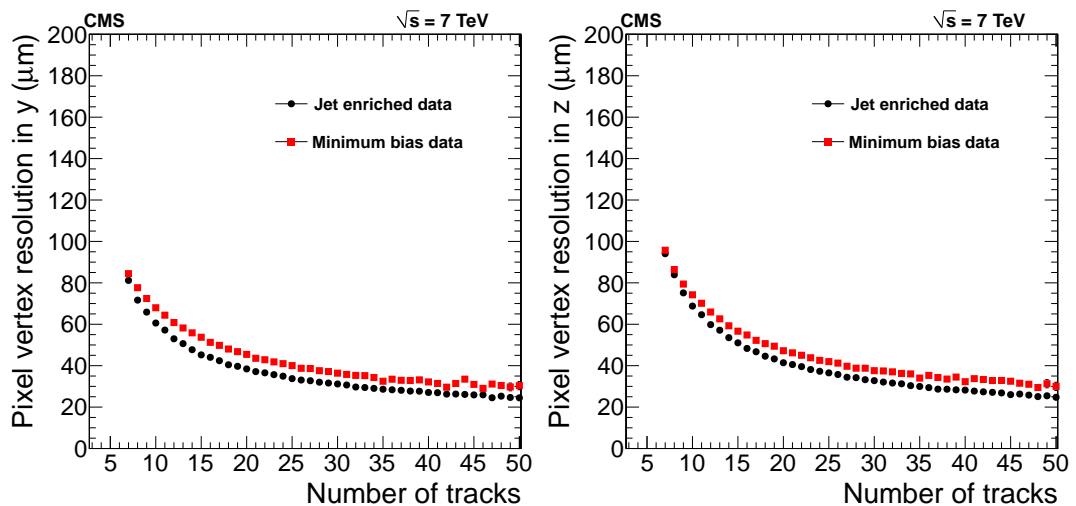 CMS
√s = 7 TeV
Pixel vertex resolution in y (μm)
200
180
160
140
120
100
80
60
40
20
0
Jet enriched data
Minimum bias data
5 10 15 20 25 30 35 40 45 50
Number of tracks
CMS
√s = 7 TeV
Pixel vertex resolution in z (μm)
200
180
160
140
120
100
80
60
40
20
0
Jet enriched data
Minimum bias data
5 10 15 20 25 30 35 40 45 50
Number of tracks